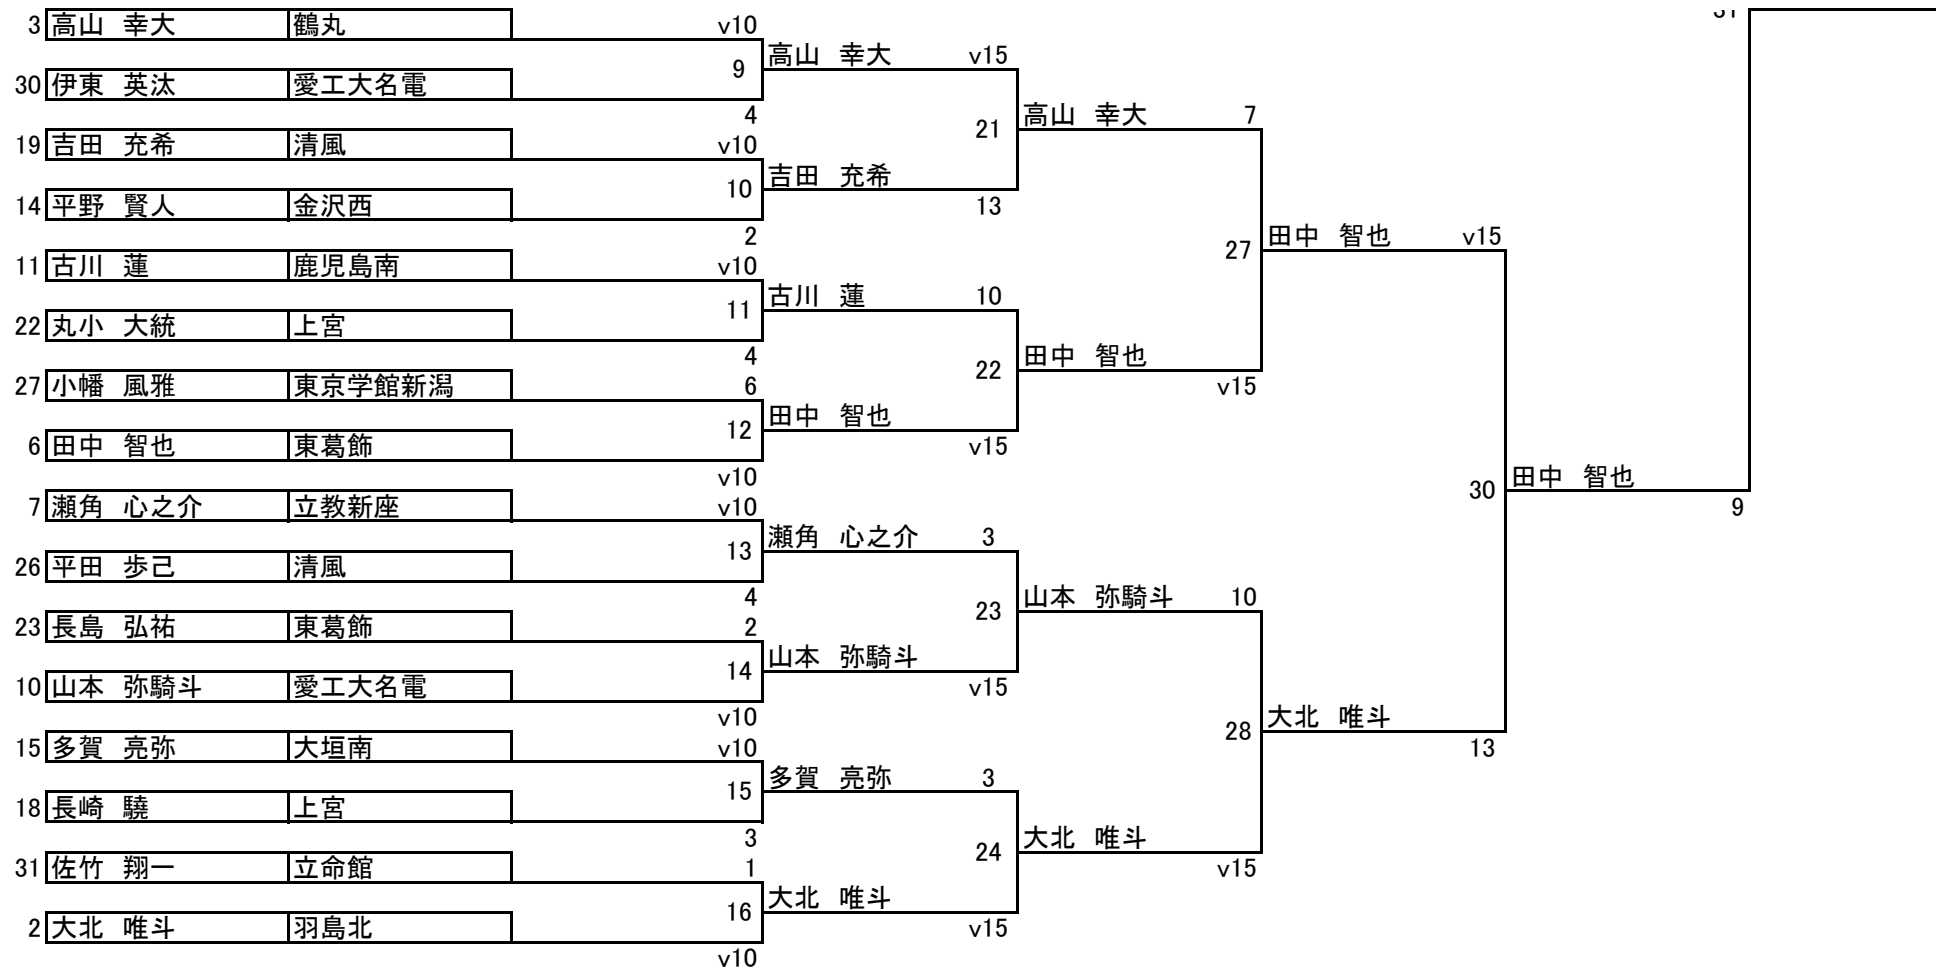 3 高山 幸大 鶴丸 v10
高山 幸大 v15
9
30 伊東 英汰 愛工大名電
4
高山 幸大 7
21
19 吉田 充希 清風 v10
吉田 充希
10
14 平野 賢人 金沢西
13
2
田中 智也 v15
27
11 古川 蓮 鹿児島南 v10
古川 蓮 10
11
22 丸小 大統 上宮
4
田中 智也
22
27 小幡 風雅 東京学館新潟 6
v15
田中 智也
12
6 田中 智也 東葛飾
v15
v10
田中 智也
30
7 瀬角 心之介 立教新座 v10
9
瀬角 心之介 3
13
26 平田 歩己 清風
4
山本 弥騎斗 10
23
23 長島 弘祐 東葛飾 2
山本 弥騎斗
14
10 山本 弥騎斗 愛工大名電
v15
v10
大北 唯斗
28
15 多賀 亮弥 大垣南 v10
13
多賀 亮弥 3
15
18 長崎 驍 上宮
3
大北 唯斗
24
31 佐竹 翔一 立命館 1
v15
大北 唯斗
16
2 大北 唯斗 羽島北
v15
v10